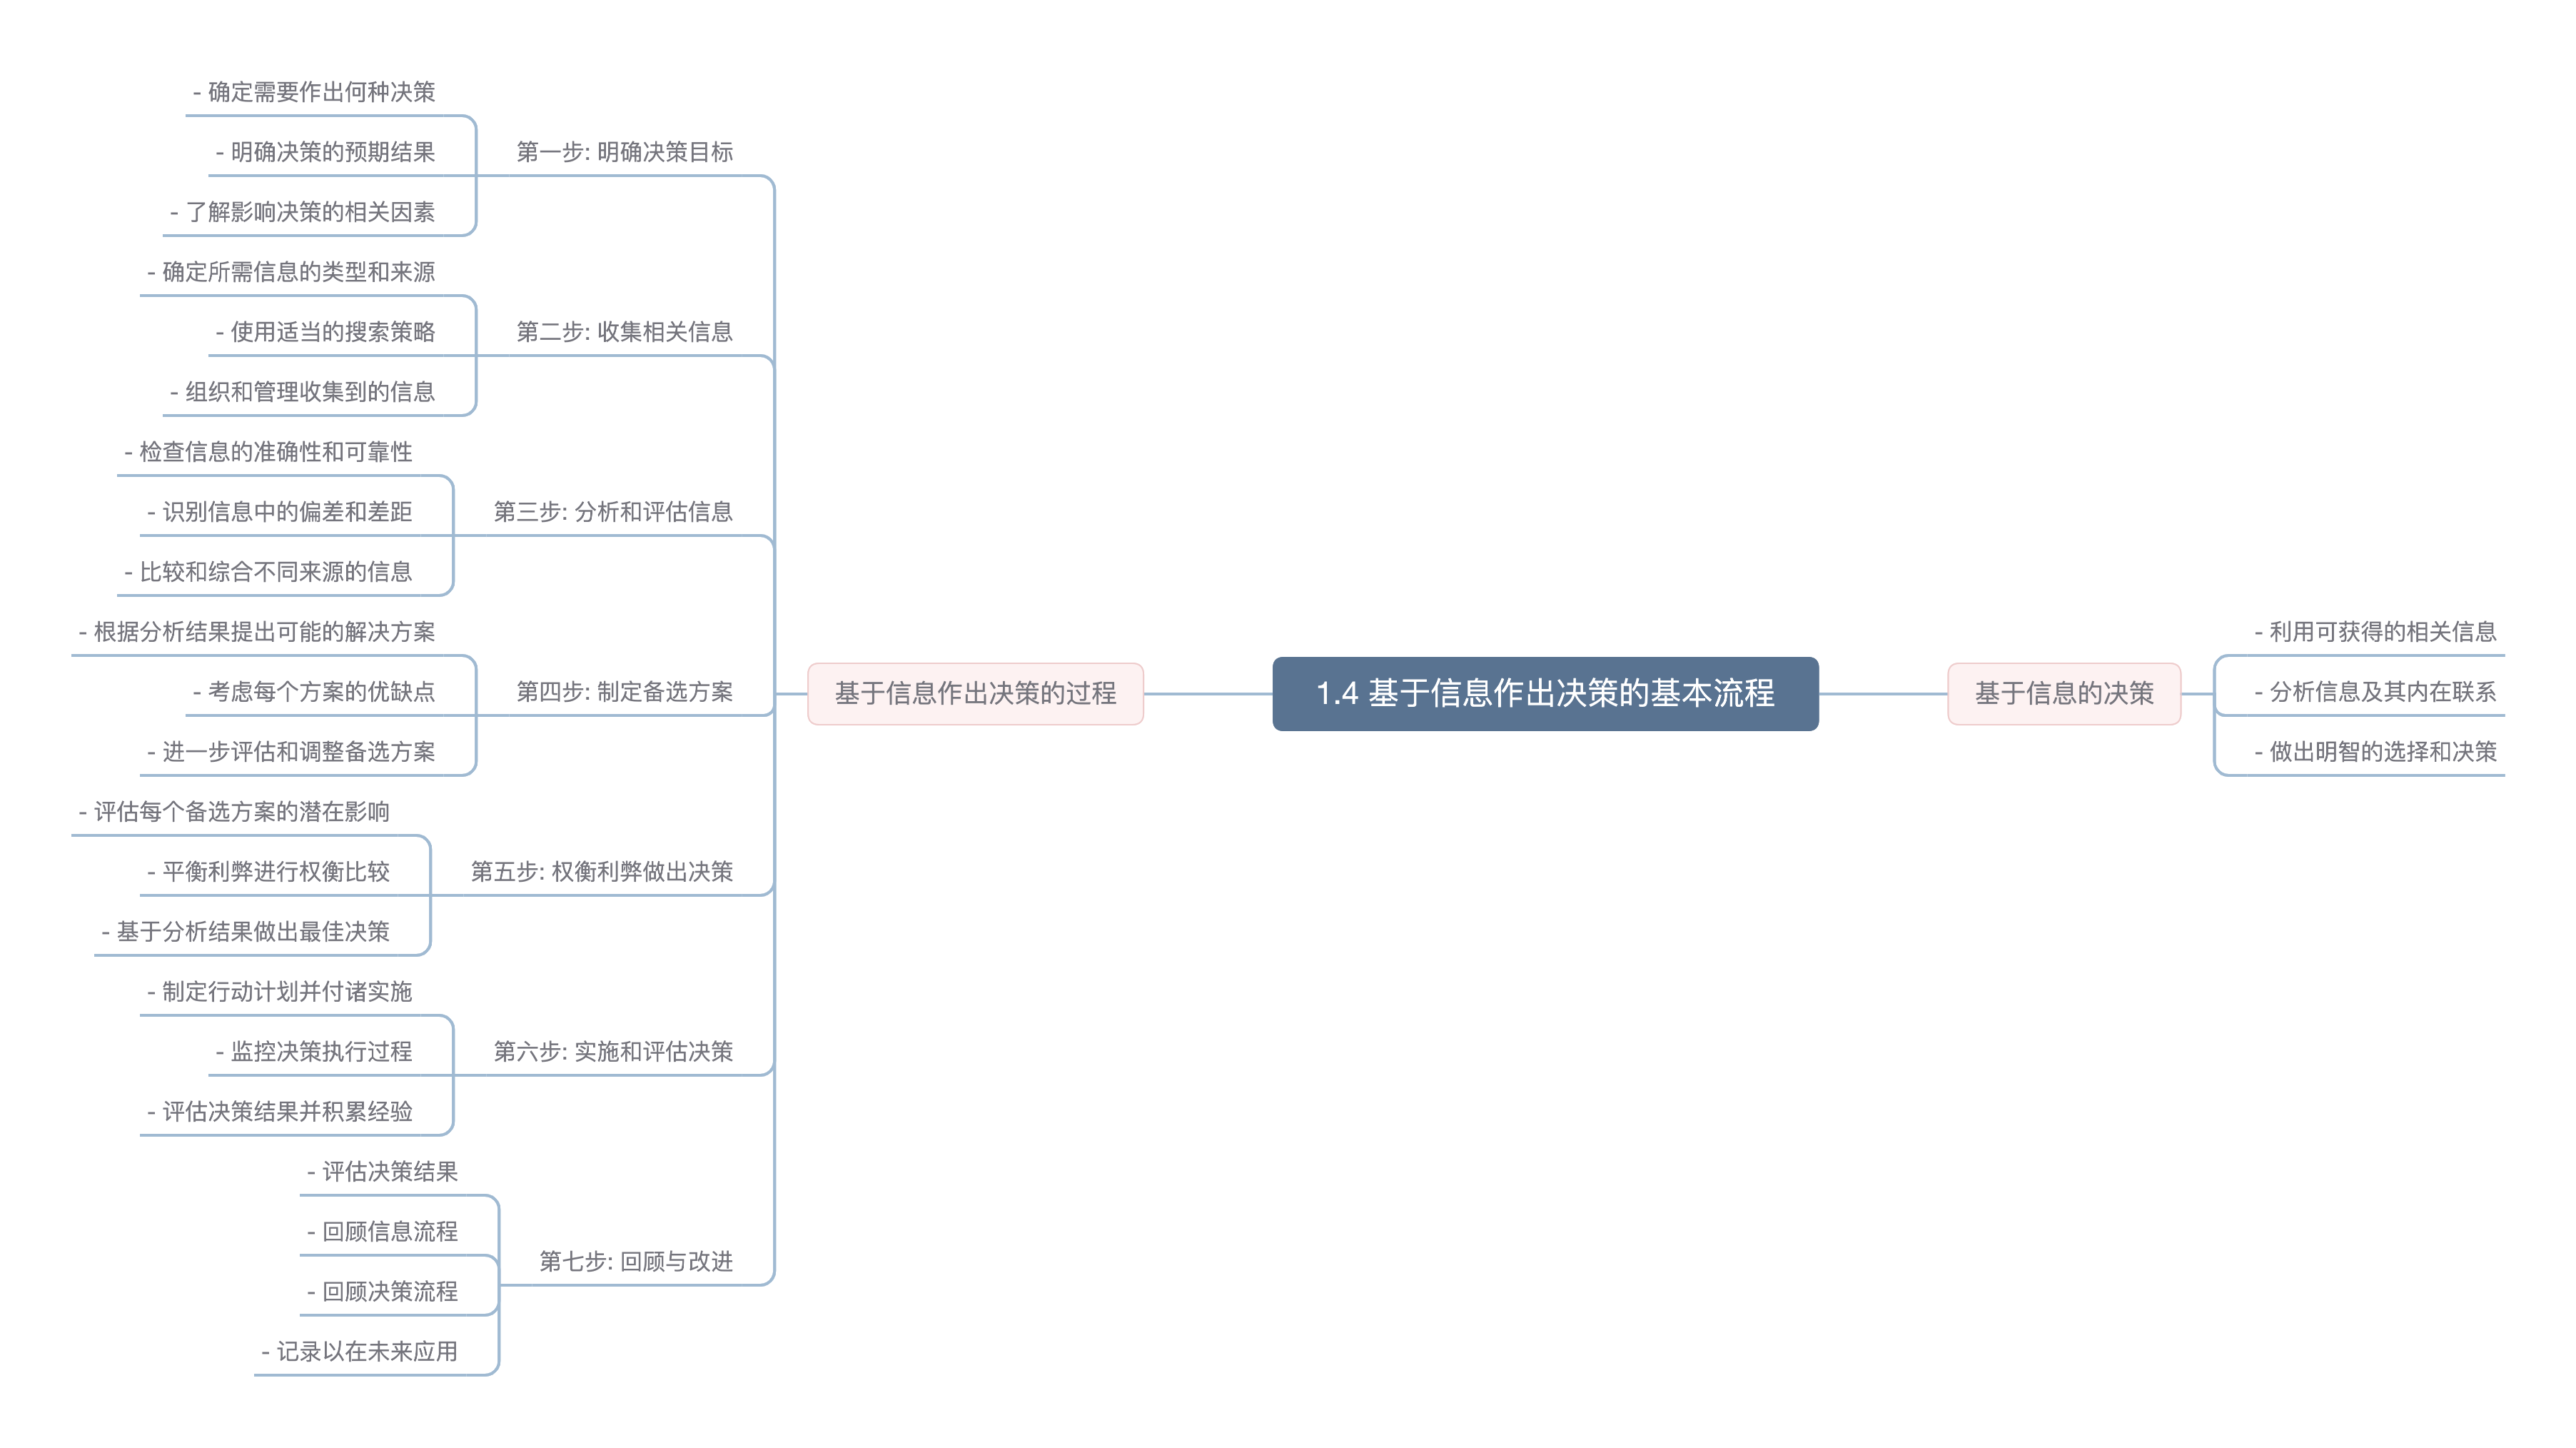 1.4 基于信息作出决策的基本流程
基于信息的决策
- 利用可获得的相关信息
- 分析信息及其内在联系
- 做出明智的选择和决策
基于信息作出决策的过程
第一步: 明确决策目标
- 确定需要作出何种决策
- 明确决策的预期结果
- 了解影响决策的相关因素
第二步: 收集相关信息
- 确定所需信息的类型和来源
- 使用适当的搜索策略
- 组织和管理收集到的信息
第三步: 分析和评估信息
- 检查信息的准确性和可靠性
- 识别信息中的偏差和差距
- 比较和综合不同来源的信息
第四步: 制定备选方案
- 根据分析结果提出可能的解决方案
- 考虑每个方案的优缺点
- 进一步评估和调整备选方案
第五步: 权衡利弊做出决策
- 评估每个备选方案的潜在影响
- 平衡利弊进行权衡比较
- 基于分析结果做出最佳决策
第六步: 实施和评估决策
- 制定行动计划并付诸实施
- 监控决策执行过程
- 评估决策结果并积累经验
第七步: 回顾与改进
- 评估决策结果
- 回顾信息流程
- 回顾决策流程
- 记录以在未来应用